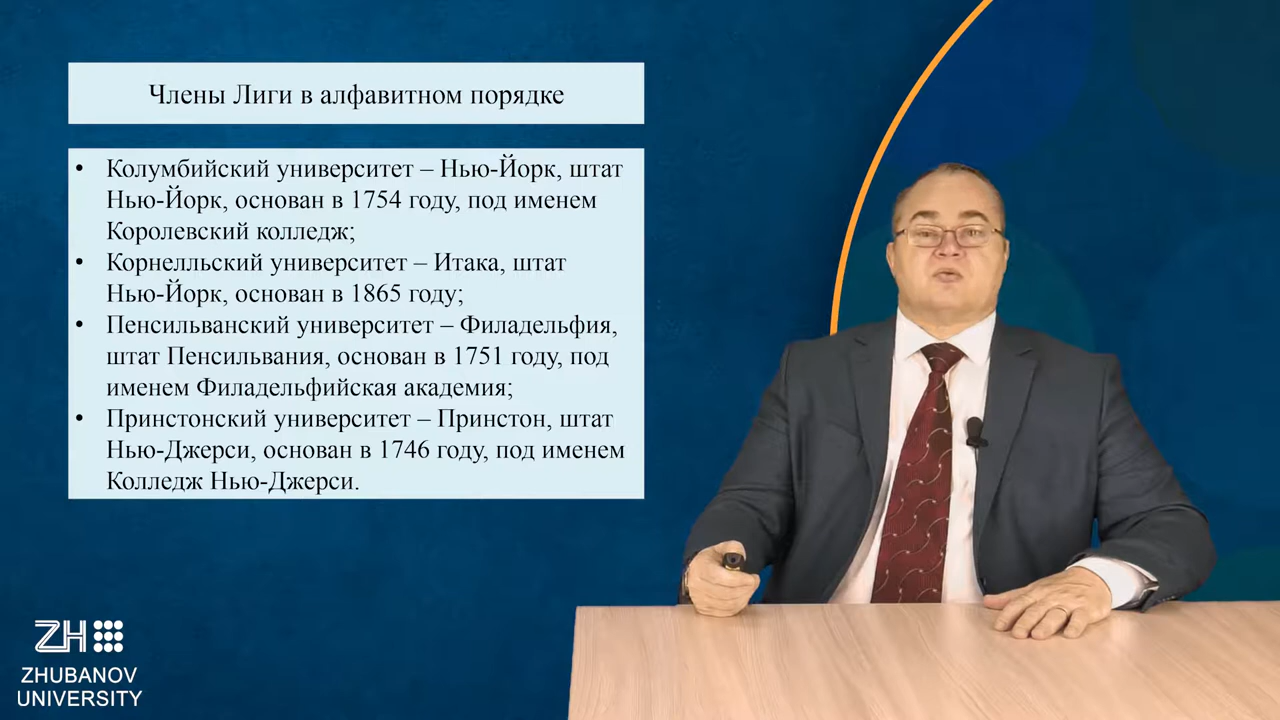 Члены Лиги в алфавитном порядке
• Колумбийский университет – Нью-Йорк, штат
Нью-Йорк, основан в 1754 году, под именем
Королевский колледж;
• Корнелльский университет – Итака, штат
Нью-Йорк, основан в 1865 году;
• Пенсильванский университет – Филадельфия,
штат Пенсильвания, основан в 1751 году, под
именем Филадельфийская академия;
• Принстонский университет – Принстон, штат
Нью-Джерси, основан в 1746 году, под именем
Колледж Нью-Джерси.
ZH
ZHUBANOV
UNIVERSITY